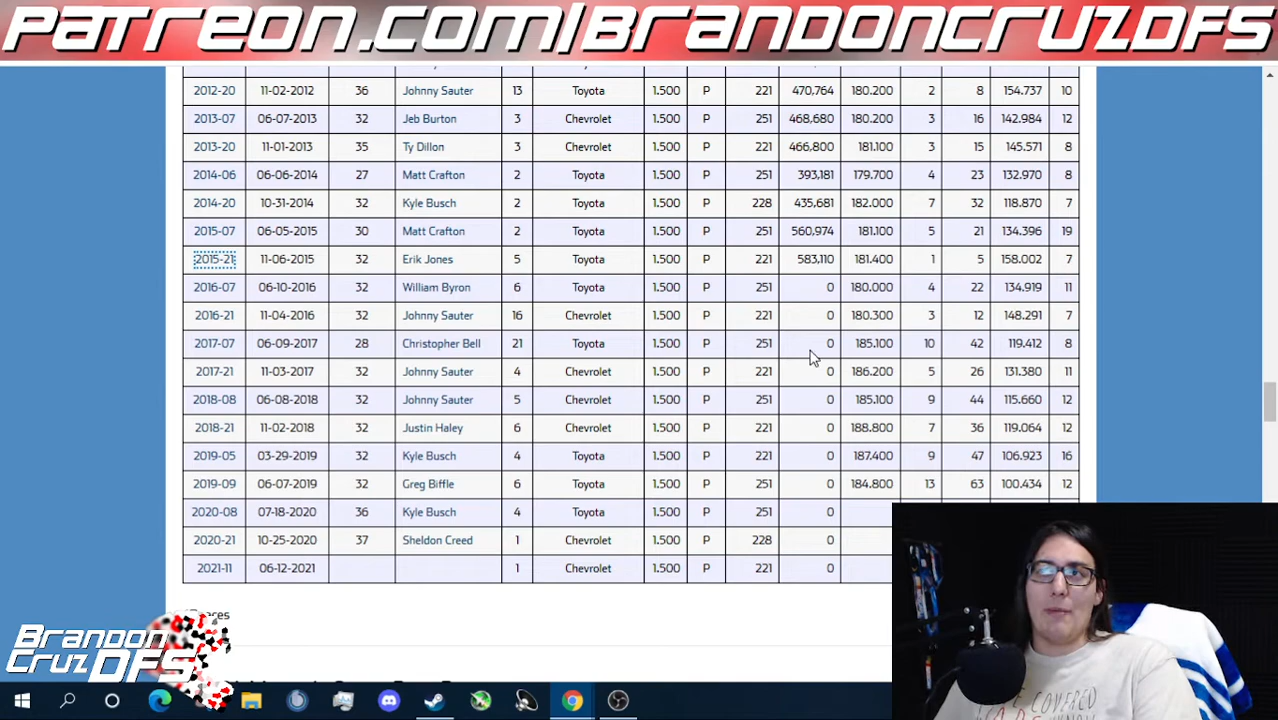 Patreon.com/BrandoncruzDFS
2012-20 11-02-2012 36 Johnny Sauter 13 Toyota 1.500 P 221 470,764 180.200 2 8 154.737 10
2013-07 06-07-2013 32 Jeb Burton 3 Chevrolet 1.500 P 251 468,680 180.200 3 16 142.984 12
2013-20 11-01-2013 35 Ty Dillon 3 Chevrolet 1.500 P 221 466,800 181.100 3 15 145.571 8
2014-06 06-06-2014 27 Matt Crafton 2 Toyota 1.500 P 251 393,181 179.700 4 23 132.970 8
2014-20 10-31-2014 32 Kyle Busch 2 Toyota 1.500 P 228 435,681 182.000 7 32 118.870 7
2015-07 06-05-2015 30 Matt Crafton 2 Toyota 1.500 P 251 560,974 181.100 5 21 134.396 19
2015-21 11-06-2015 32 Erik Jones 5 Toyota 1.500 P 221 583,110 181.400 1 5 158.002 7
2016-07 06-10-2016 32 William Byron 6 Toyota 1.500 P 251 0 180.000 4 22 134.919 11
2016-21 11-04-2016 32 Johnny Sauter 16 Chevrolet 1.500 P 221 0 180.300 3 12 148.291 7
2017-07 06-09-2017 28 Christopher Bell 21 Toyota 1.500 P 251 0 185.100 10 42 119.412 8
2017-21 11-03-2017 32 Johnny Sauter 4 Chevrolet 1.500 P 221 0 186.200 5 26 131.380 11
2018-08 06-08-2018 32 Johnny Sauter 5 Chevrolet 1.500 P 251 0 185.100 9 44 115.660 12
2018-21 11-02-2018 32 Justin Haley 6 Chevrolet 1.500 P 221 0 188.800 7 36 119.064 12
2019-05 03-29-2019 32 Kyle Busch 4 Toyota 1.500 P 221 0 187.400 9 47 106.923 16
2019-09 06-07-2019 32 Greg Biffle 6 Toyota 1.500 P 251 0 184.800 13 63 100.434 12
2020-08 07-18-2020 36 Kyle Busch 4 Toyota 1.500 P 251 0
2020-21 10-25-2020 37 Sheldon Creed 1 Chevrolet 1.500 P 228 0
2021-11 06-12-2021 1 Chevrolet 1.500 P 221 0
Brandon
Cruz DFS